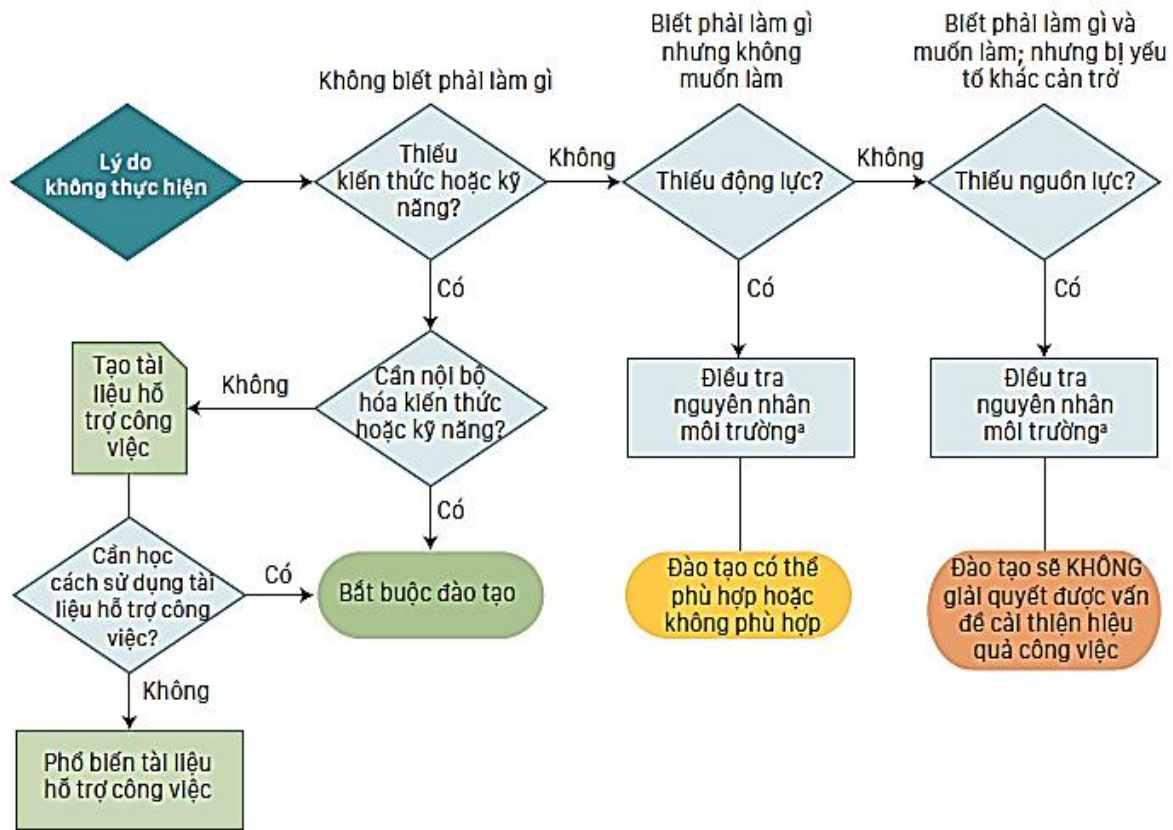 Không biết phải làm gì
Biết phải làm gì
nhưng không
muốn làm
Biết phải làm gì và
muốn làm; nhưng bị yếu
tố khác cản trở
Lý do
không thực hiện
Thiếu
kiến thức hoặc kỹ
năng?
Không
Thiếu động lực?
Không
Thiếu nguồn lực?
Có
Có
Có
Tạo tài
liệu hỗ
trợ công
việc
Không
Cần nội bộ
hóa kiến thức
hoặc kỹ năng?
Điều tra
nguyên nhân
môi trườngª
Điều tra
nguyên nhân
môi trườngª
Có
Cần học
cách sử dụng tài
liệu hỗ trợ công
việc?
Có
Bắt buộc đào tạo
Đào tạo có thể
phù hợp hoặc
không phù hợp
Đào tạo sẽ KHÔNG
giải quyết được vấn
đề cải thiện hiệu
quả công việc
Không
Phổ biến tài liệu
hỗ trợ công việc